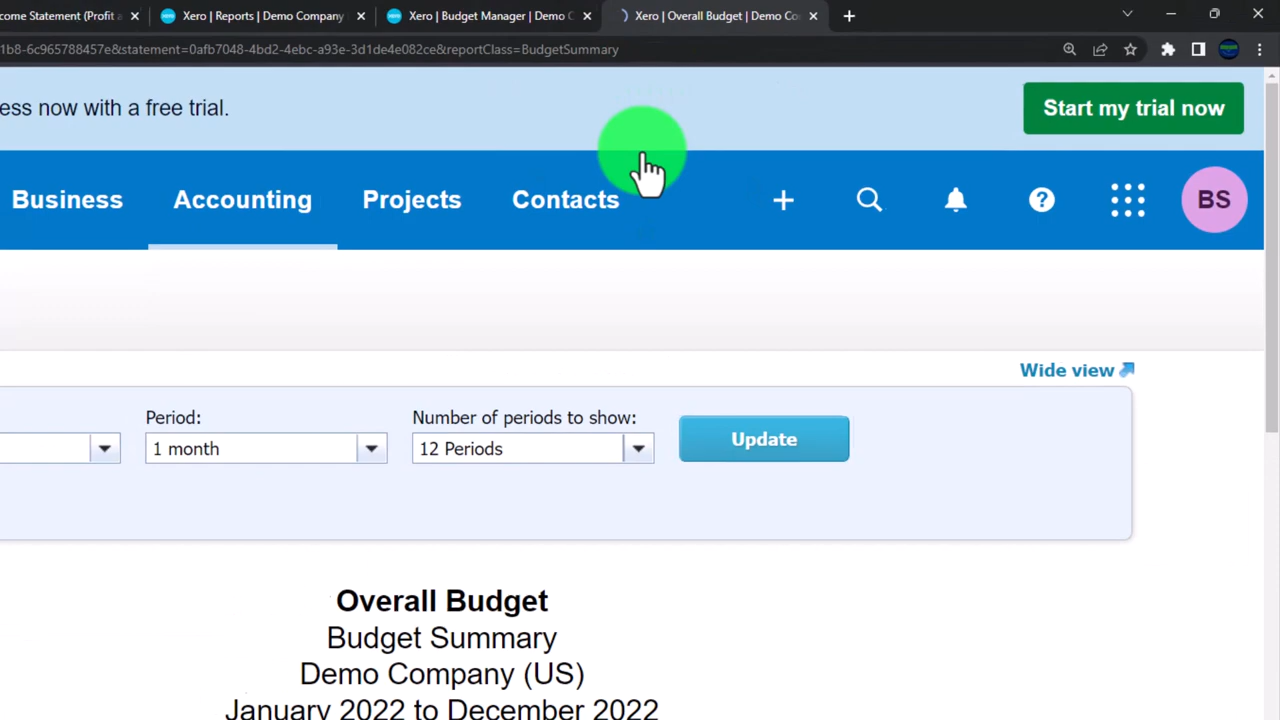 come Statement (Profit a
Xero | Reports | Demo Company
Xero | Budget Manager | Demo C
Xero | Overall Budget | Demo Co
1b8-6c965788457e&statement=0afb7048-4bd2-4ebc-a93e-3d1de4e082ce&reportClass=BudgetSummary
ess now with a free trial.
Start my trial now
Business
Accounting
Projects
Contacts
BS
Wide view
Period:
Number of periods to show:
1 month
12 Periods
Update
Overall Budget
Budget Summary
Demo Company (US)
January 2022 to December 2022